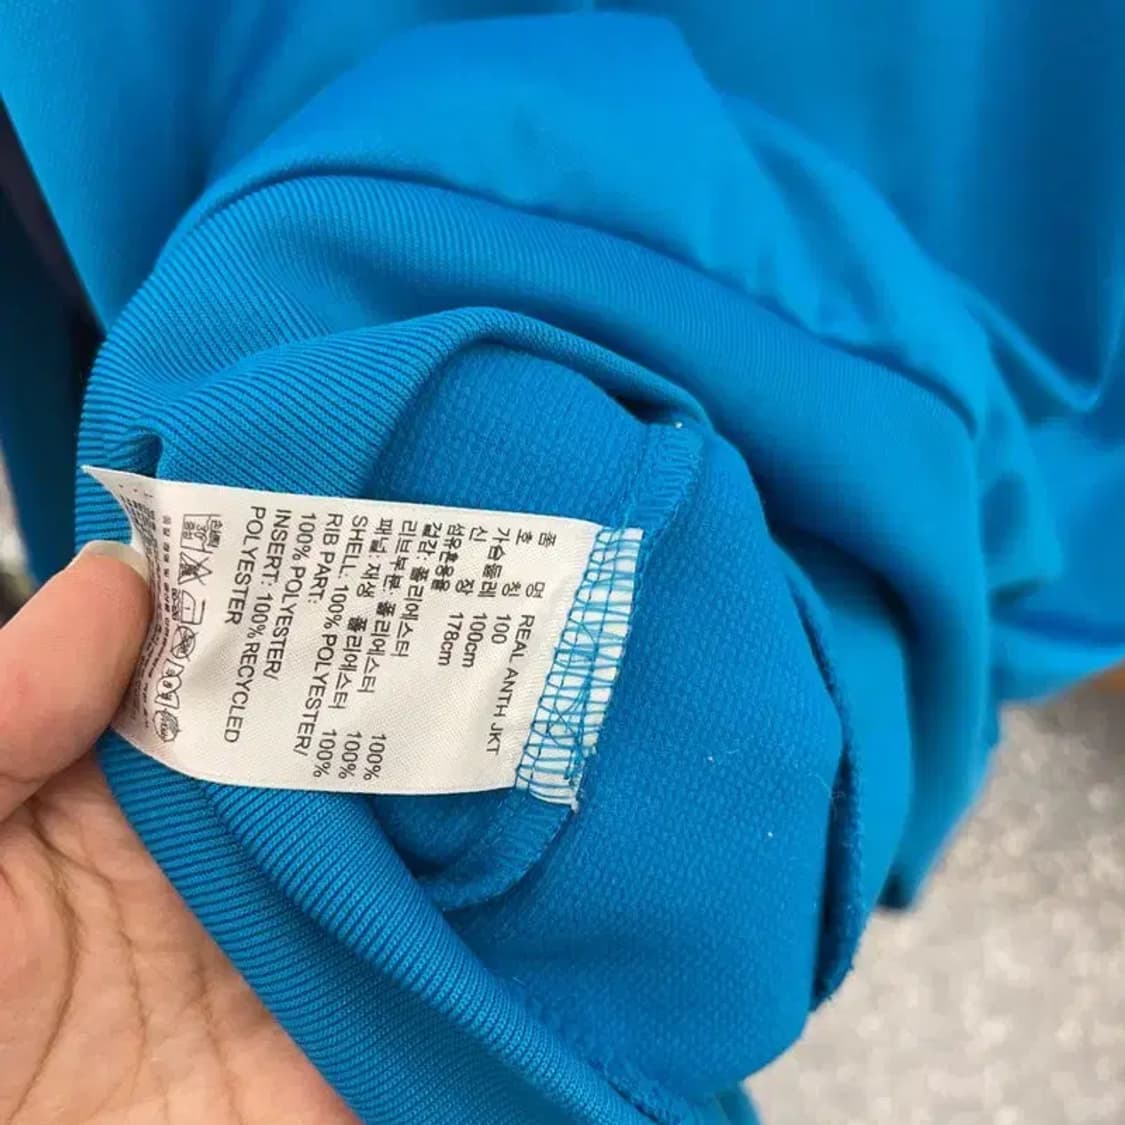 품 명 REAL ANTH JKT
호 칭 100
가슴둘레 100cm
신 장 178cm
섬유혼용율
겉감: 폴리에스터 100%
리브부분: 폴리에스터 100%
패널: 재생 폴리에스터 100%
SHELL: 100% POLYESTER/
RIB PART:
100% POLYESTER/
INSERT: 100% RECYCLED
POLYESTER